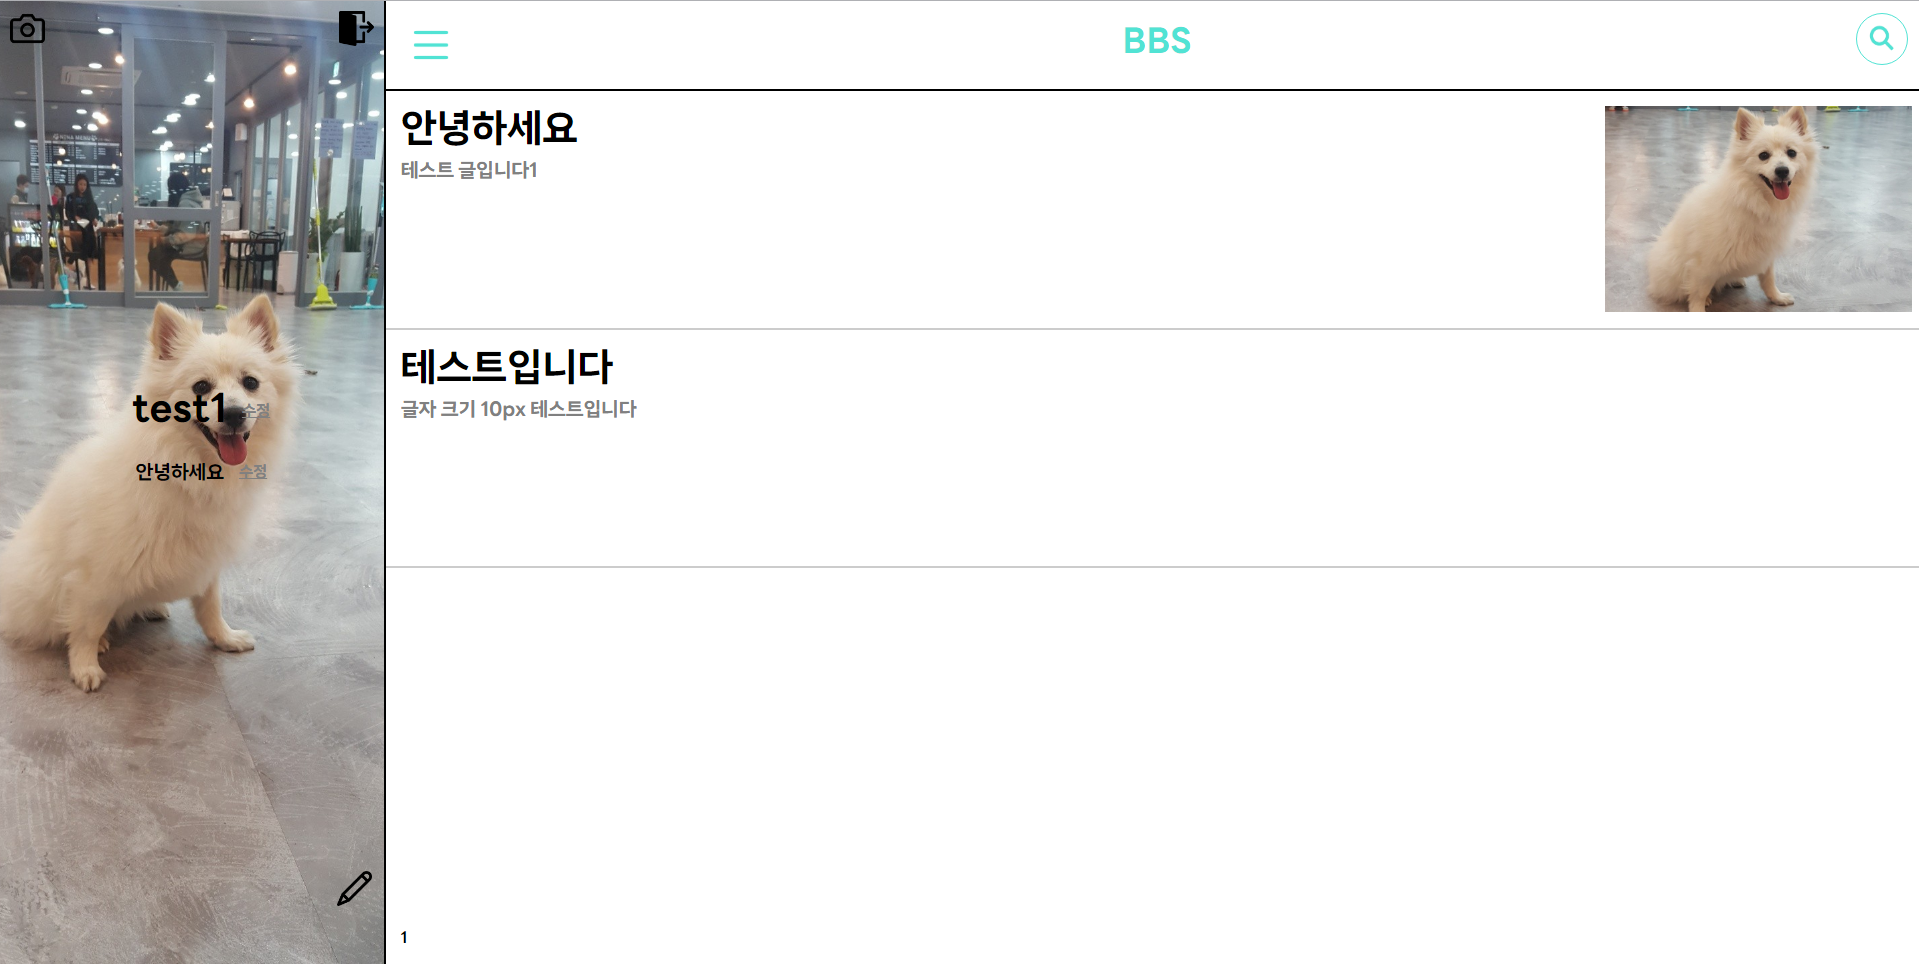 test1 수정
안녕하세요 수정
BBS
안녕하세요
테스트 글입니다1
테스트입니다
글자 크기 10px 테스트입니다
1